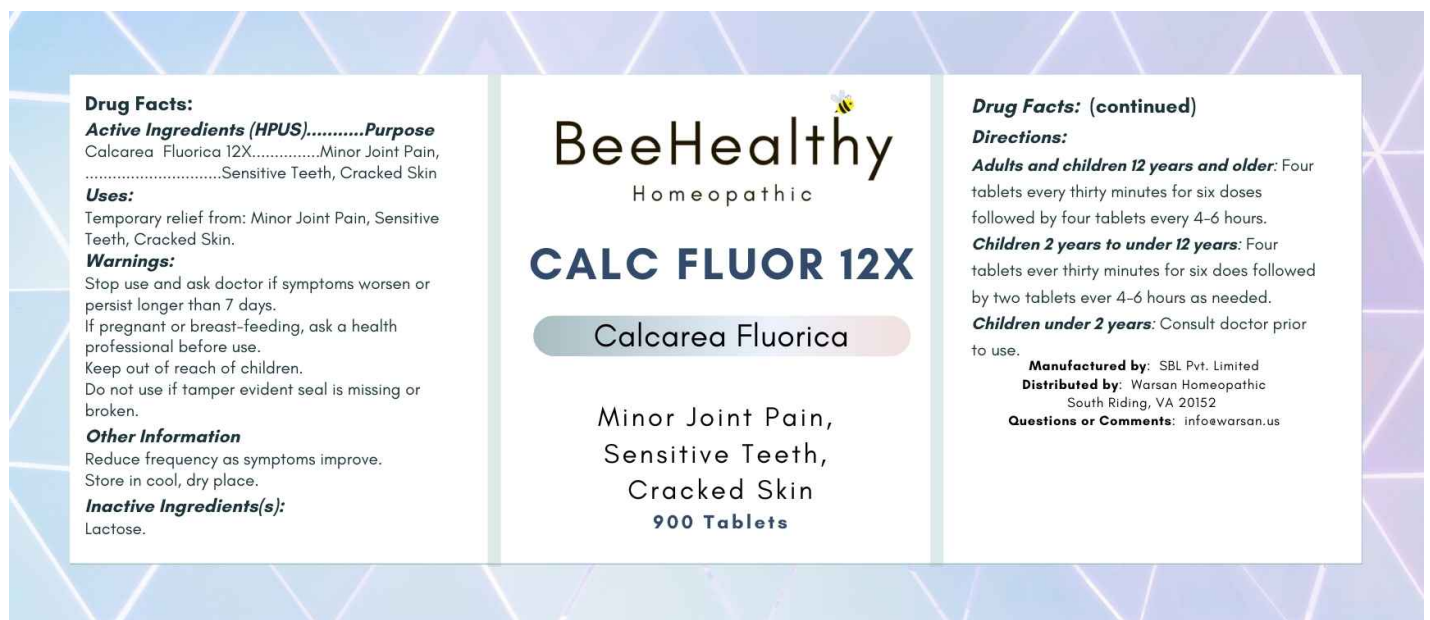 Drug Facts:
Active Ingredients (HPUS)...........Purpose
Calcarea Fluorica 12X...............Minor Joint Pain,
..............................Sensitive Teeth, Cracked Skin
Uses:
Temporary relief from: Minor Joint Pain, Sensitive
Teeth, Cracked Skin.
Warnings:
Stop use and ask doctor if symptoms worsen or
persist longer than 7 days.
If pregnant or breast-feeding, ask a health
professional before use.
Keep out of reach of children.
Do not use if tamper evident seal is missing or
broken.
Other Information
Reduce frequency as symptoms improve.
Store in cool, dry place.
Inactive Ingredients(s):
Lactose.
BeeHealthy
Homeopathic
CALC FLUOR 12X
Calcarea Fluorica
Minor Joint Pain,
Sensitive Teeth,
Cracked Skin
900 Tablets
Drug Facts: (continued)
Directions:
Adults and children 12 years and older: Four
tablets every thirty minutes for six doses
followed by four tablets every 4-6 hours.
Children 2 years to under 12 years: Four
tablets ever thirty minutes for six does followed
by two tablets ever 4-6 hours as needed.
Children under 2 years: Consult doctor prior
to use.
Manufactured by: SBL Pvt. Limited
Distributed by: Warsan Homeopathic
South Riding, VA 20152
Questions or Comments: info@warsan.us